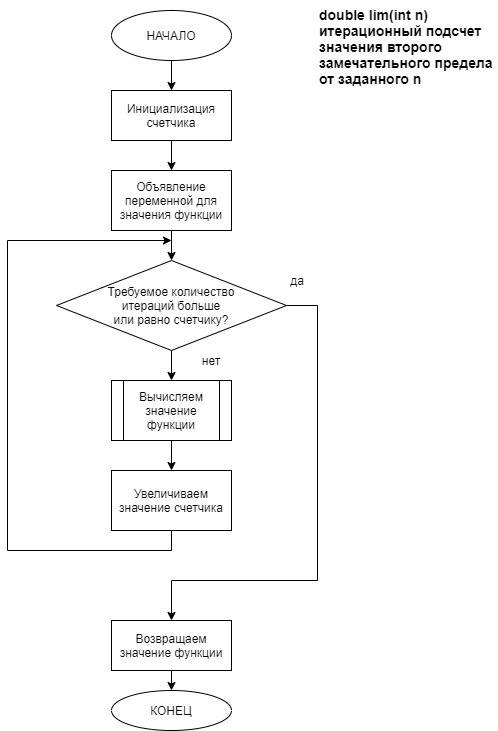 double lim(int n)
итерационный подсчет
значения второго
замечательного предела
от заданного n
НАЧАЛО
Инициализация
счетчика
Объявление
переменной для
значения функции
Требуемое количество
итераций больше
или равно счетчику?
да
нет
Вычисляем
значение
функции
Увеличиваем
значение счетчика
Возвращаем
значение функции
КОНЕЦ